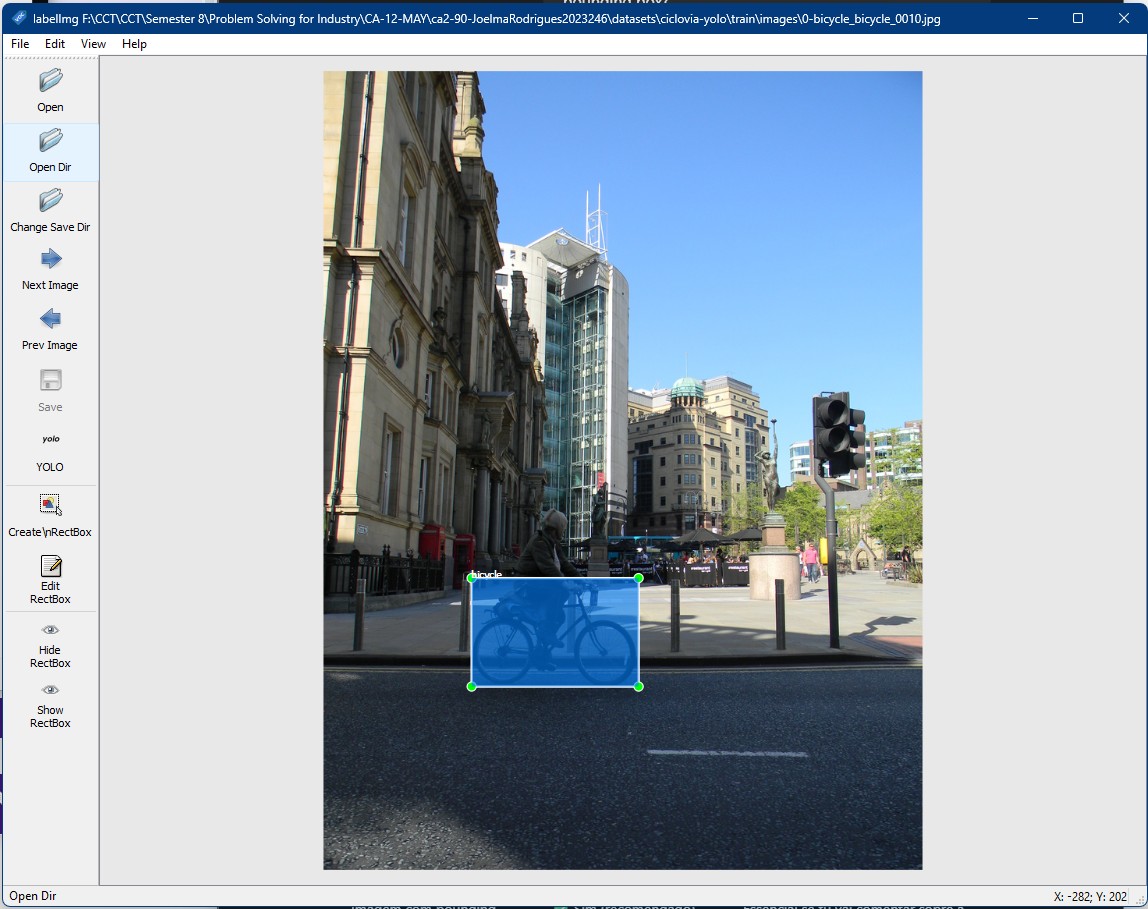 labelImg F:\CCT\CCT\Semester 8\Problem Solving for Industry\CA-12-MAY\ca2-90-JoelmaRodrigues2023246\datasets\ciclovia-yolo\train\images\0-bicycle_bicycle_0010.jpg
File Edit View Help
Open
Open Dir
Change Save Dir
Next Image
Prev Image
Save
yolo
YOLO
Create\nRectBox
Edit
RectBox
Hide
RectBox
Show
RectBox
bicycle
Open Dir
X: -282; Y: 202